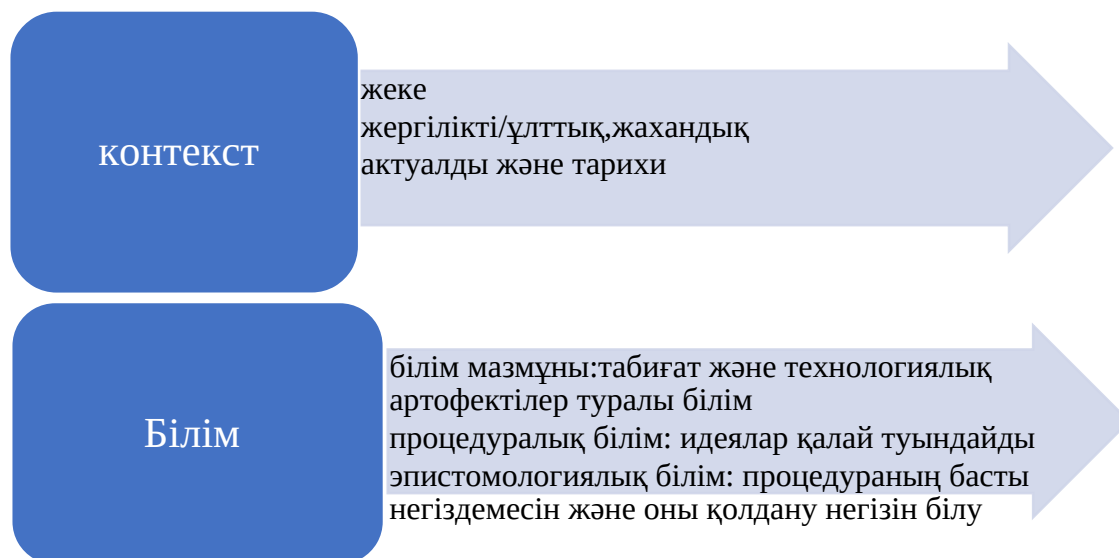 контекст
жеке
жергілікті/ұлттық,жахандық
актуалды және тарихи
Білім
білім мазмұны:табиғат және технологиялық
артофектілер туралы білім
процедуралық білім: идеялар қалай туындайды
эпистомологиялық білім: процедураның басты
негіздемесін және оны қолдану негізін білу